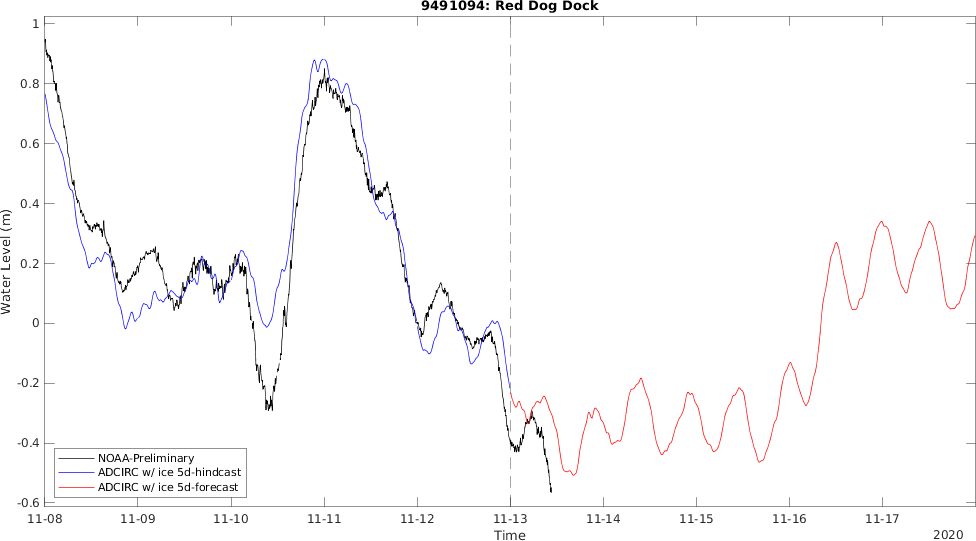 9491094: Red Dog Dock
Water Level (m)
1
0.8
0.6
0.4
0.2
0
-0.2
-0.4
-0.6
NOAA-Preliminary
ADCIRC w/ ice 5d-hindcast
ADCIRC w/ ice 5d-forecast
11-08 11-09 11-10 11-11 11-12 11-13 11-14 11-15 11-16 11-17
Time
2020